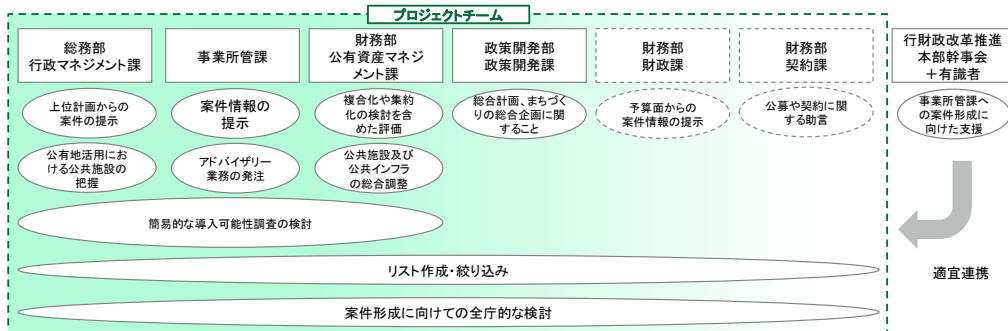 プロジェクトチーム
総務部
行政マネジメント課
事業所管課
財務部
公有資産マネジ
メント課
政策開発部
政策開発課
財務部
財政課
財務部
契約課
行財政改革推進
本部幹事会
＋有識者
上位計画からの
案件の提示
案件情報の
提示
複合化や集約
化の検討を含
めた評価
総合計画、まちづく
りの総合企画に関
すること
予算面からの
案件情報の提示
公募や契約に関
する助言
事業所管課へ
の案件形成に
向けた支援
公有地活用にお
ける公共施設の
把握
アドバイザリー
業務の発注
公共施設及び
公共インフラ
の総合調整
簡易的な導入可能性調査の検討
リスト作成・絞り込み
適宜連携
案件形成に向けての全庁的な検討